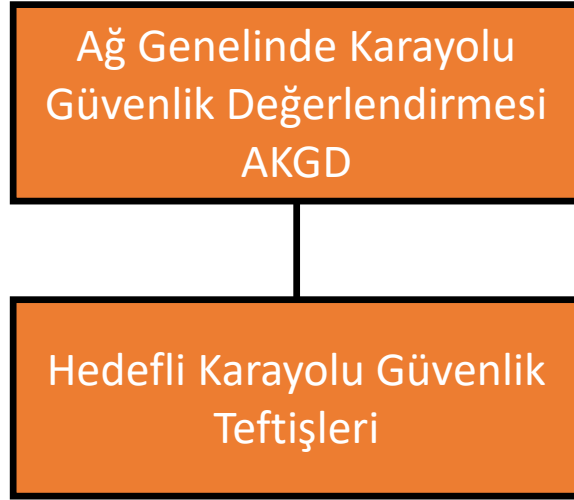 Ağ Genelinde Karayolu
Güvenlik Değerlendirmesi
AKGD
Hedefli Karayolu Güvenlik
Teftişleri